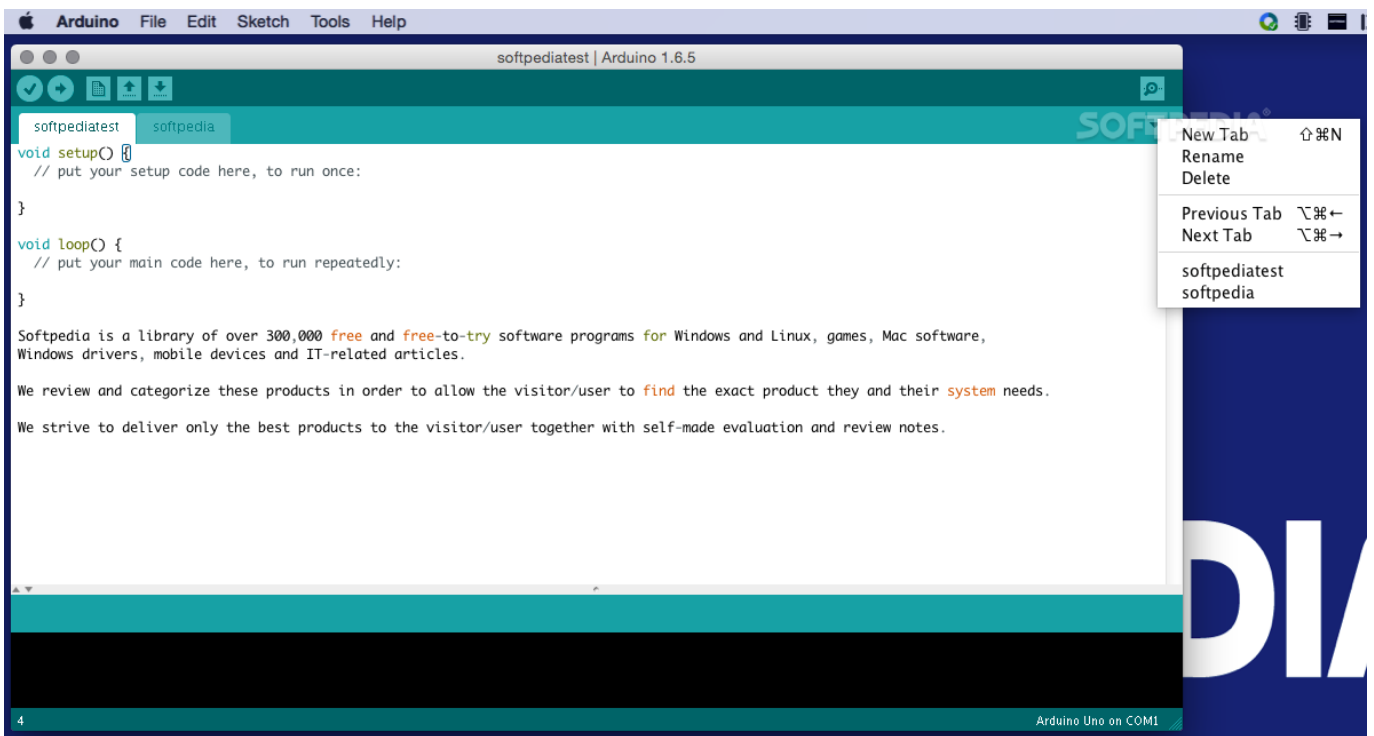 Arduino File Edit Sketch Tools Help
softpediatest | Arduino 1.6.5
softpediatest softpedia
void setup() {
// put your setup code here, to run once:
}
void loop() {
// put your main code here, to run repeatedly:
}
Softpedia is a library of over 300,000 free and free-to-try software programs for Windows and Linux, games, Mac software,
Windows drivers, mobile devices and IT-related articles.
We review and categorize these products in order to allow the visitor/user to find the exact product they and their system needs.
We strive to deliver only the best products to the visitor/user together with self-made evaluation and review notes.
SOFTPEDIA®
New Tab ⇧⌘N
Rename
Delete
Previous Tab ⌥⌘←
Next Tab ⌥⌘→
softpediatest
softpedia
DIA
4
Arduino Uno on COM1